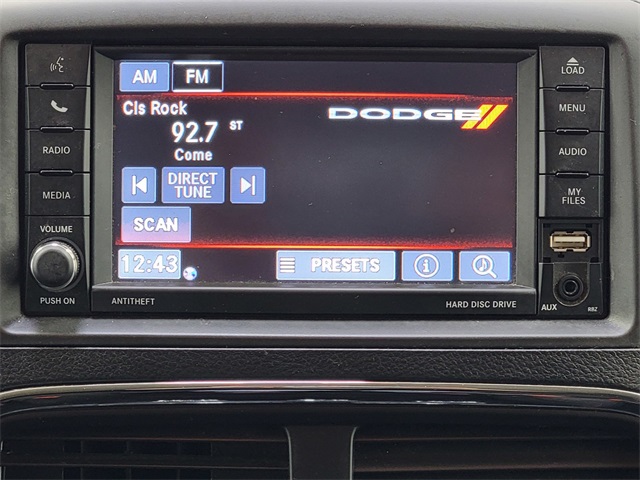 AM FM
Cls Rock
DODGE
92.7 ST
Come
DIRECT
TUNE
SCAN
12:43
PRESETS
RADIO
MEDIA
VOLUME
PUSH ON
ANTITHEFT
HARD DISC DRIVE
LOAD
MENU
AUDIO
MY
FILES
AUX
RBZ